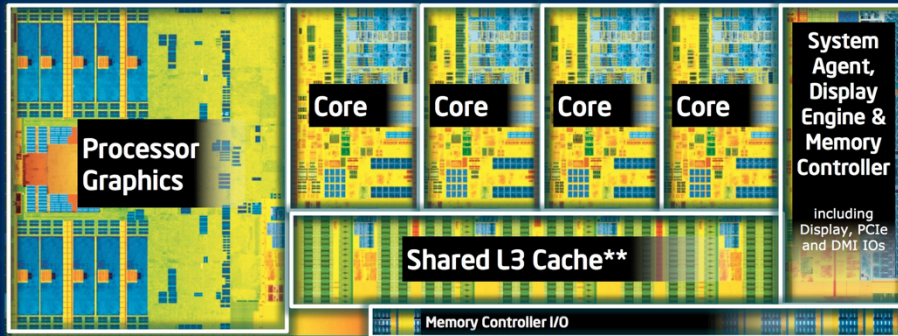 Processor
Graphics
Core
Core
Core
Core
System
Agent,
Display
Engine &
Memory
Controller
including
Display, PCIe
and DMI IOs
Shared L3 Cache**
Memory Controller I/O